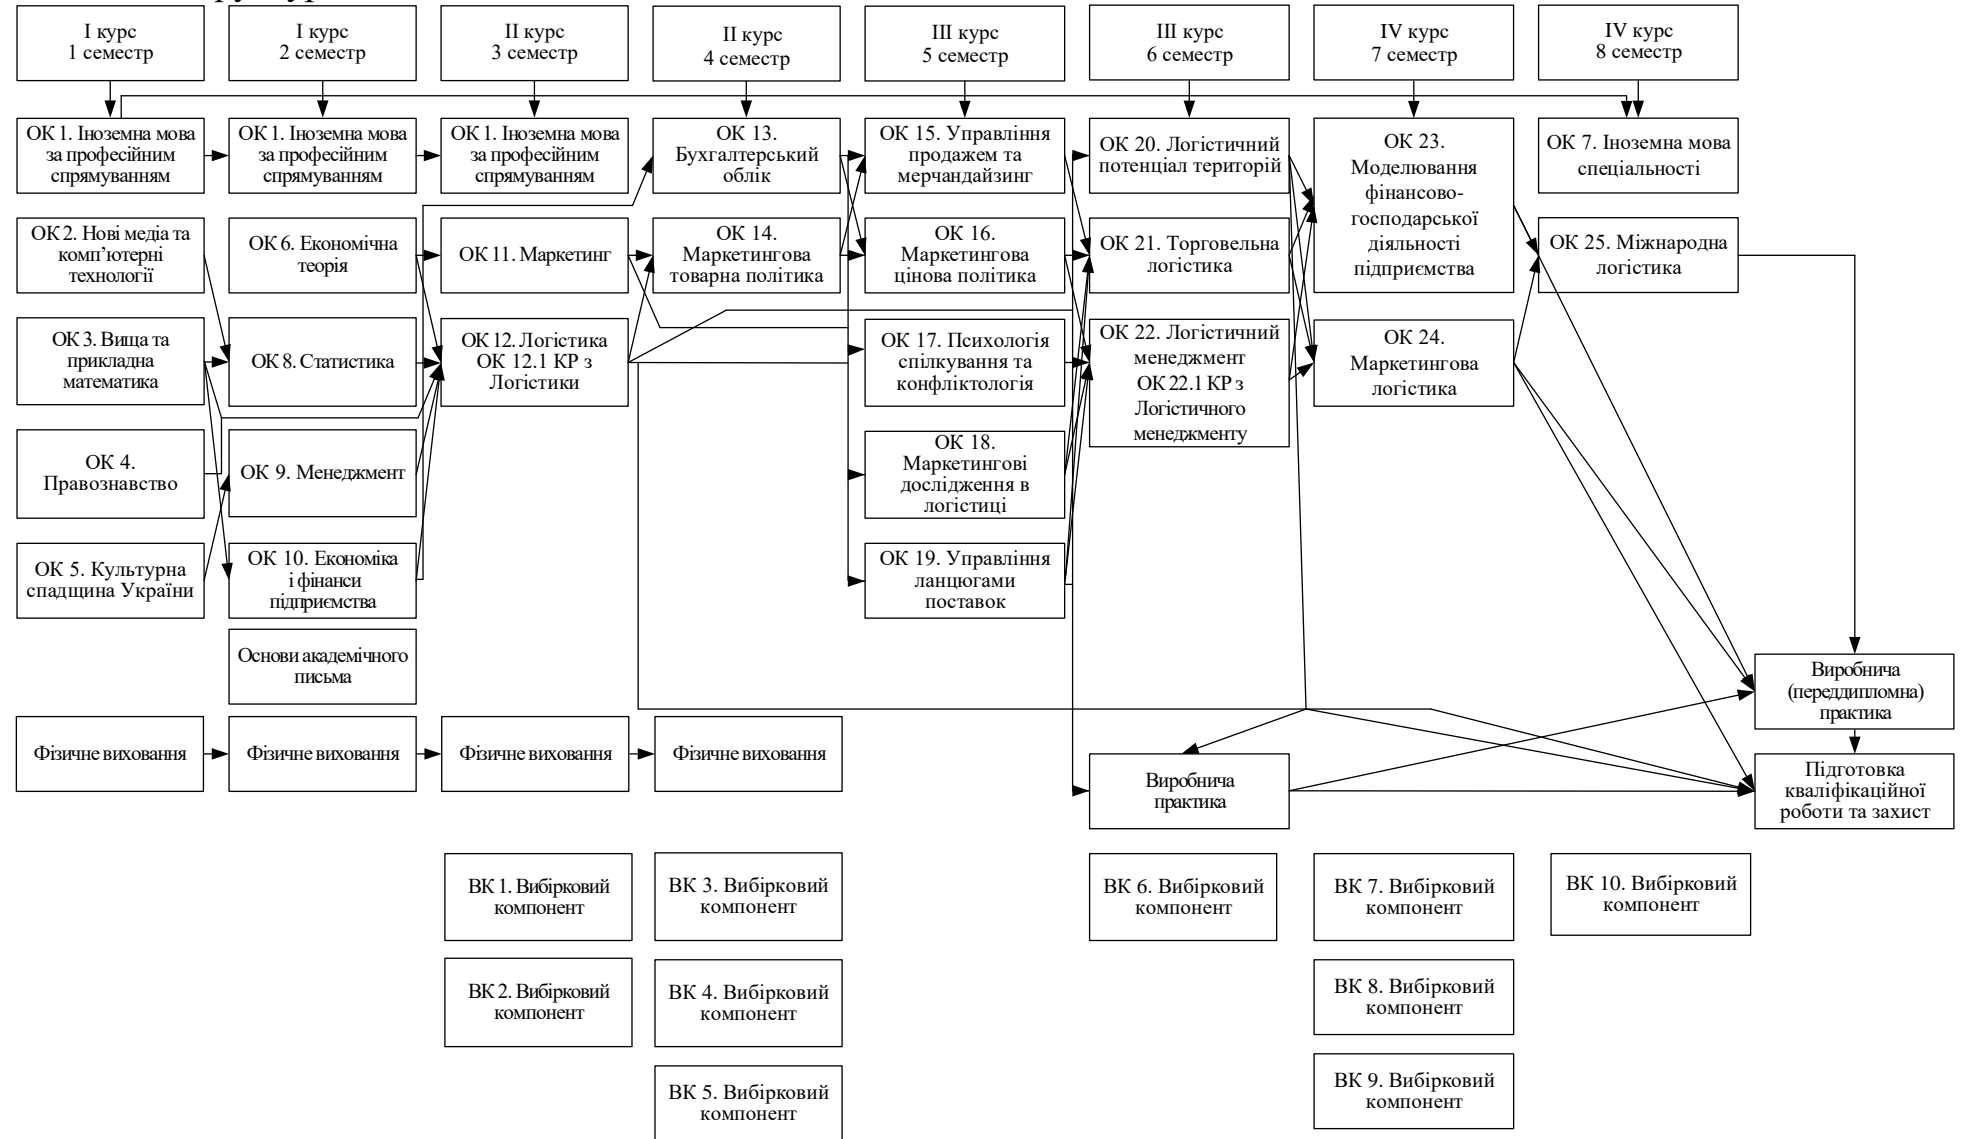 І курс
1 семестр
І курс
2 семестр
ІІ курс
3 семестр
ІІ курс
4 семестр
ІІІ курс
5 семестр
ІІІ курс
6 семестр
IV курс
7 семестр
IV курс
8 семестр
ОК 1. Іноземна мова
за професійним
спрямуванням
ОК 1. Іноземна мова
за професійним
спрямуванням
ОК 1. Іноземна мова
за професійним
спрямуванням
ОК 13.
Бухгалтерський
облік
ОК 15. Управління
продажем та
мерчандайзинг
ОК 20. Логістичний
потенціал територій
ОК 23.
Моделювання
фінансово-
господарської
діяльності
підприємства
ОК 7. Іноземна мова
спеціальності
ОК 2. Нові медіа та
комп’ютерні
технології
ОК 6. Економічна
теорія
ОК 11. Маркетинг
ОК 14.
Маркетингова
товарна політика
ОК 16.
Маркетингова
цінова політика
ОК 21. Торговельна
логістика
ОК 25. Міжнародна
логістика
ОК 3. Вища та
прикладна
математика
ОК 8. Статистика
ОК 12. Логістика
ОК 12.1 КР з
Логістики
ОК 17. Психологія
спілкування та
конфліктологія
ОК 22. Логістичний
менеджмент
ОК 22.1 КР з
Логістичного
менеджменту
ОК 24.
Маркетингова
логістика
ОК 4.
Правознавство
ОК 9. Менеджмент
ОК 18.
Маркетингові
дослідження в
логістиці
ОК 5. Культурна
спадщина України
ОК 10. Економіка
і фінанси
підприємства
ОК 19. Управління
ланцюгами
поставок
Основи академічного
письма
Виробнича
(переддипломна)
практика
Фізичне виховання
Фізичне виховання
Фізичне виховання
Фізичне виховання
Виробнича
практика
Підготовка
кваліфікаційної
роботи та захист
ВК 1. Вибірковий
компонент
ВК 3. Вибірковий
компонент
ВК 6. Вибірковий
компонент
ВК 7. Вибірковий
компонент
ВК 10. Вибірковий
компонент
ВК 2. Вибірковий
компонент
ВК 4. Вибірковий
компонент
ВК 8. Вибірковий
компонент
ВК 5. Вибірковий
компонент
ВК 9. Вибірковий
компонент